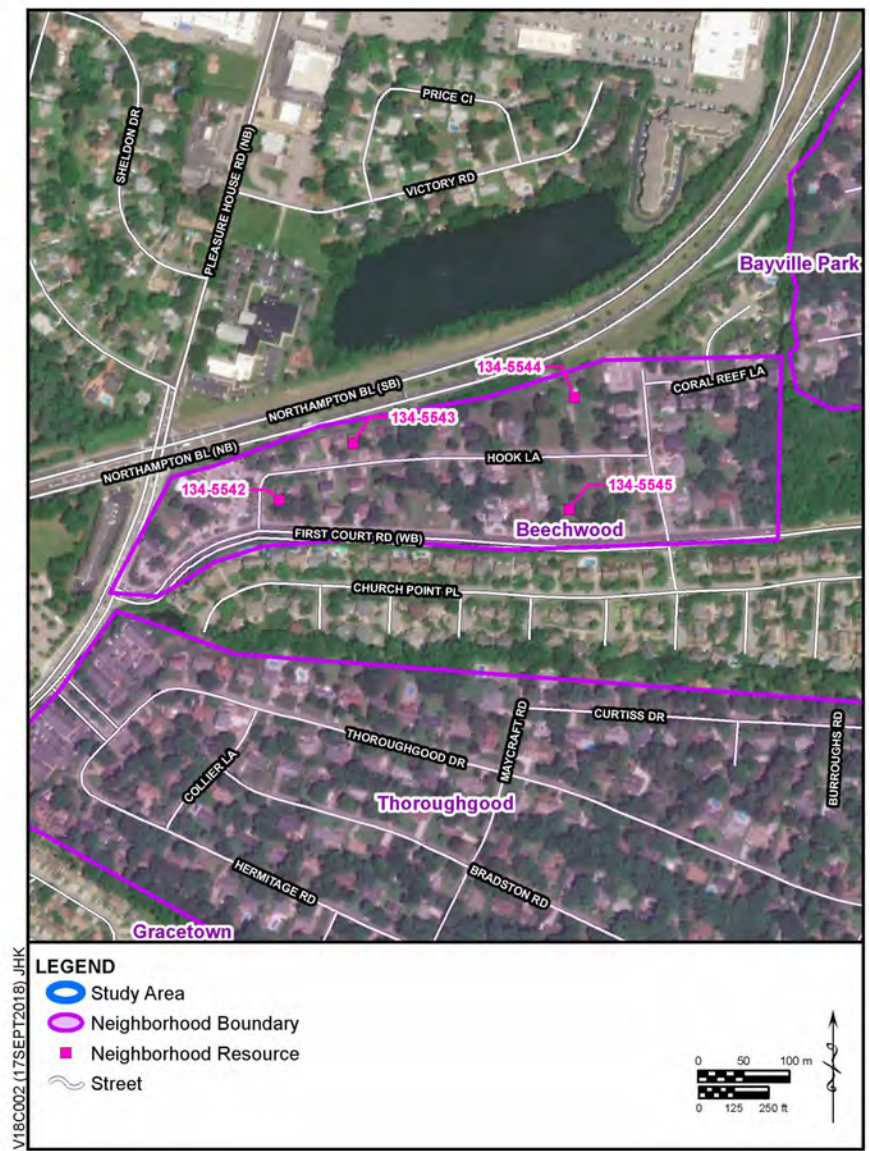 PRICE CI
SHELDON DR
PLEASURE HOUSE RD (NB)
VICTORY RD
Bayville Park
134-5544
CORAL REEF LA
NORTHAMPTON BL (SB)
134-5543
NORTHAMPTON BL (NB)
HOOK LA
134-5542
134-5545
Beechwood
FIRST COURT RD (WB)
CHURCH POINT PL
CURTISS DR
MAYCRAFT RD
THOROUGHGOOD DR
BURROUGHS RD
COLLIER LA
Thoroughgood
HERMITAGE RD
BRADSTON RD
Gracetown
V18C002 (17SEPT2018) JHK
LEGEND
Study Area
Neighborhood Boundary
Neighborhood Resource
Street
0 50 100 m
0 125 250 ft